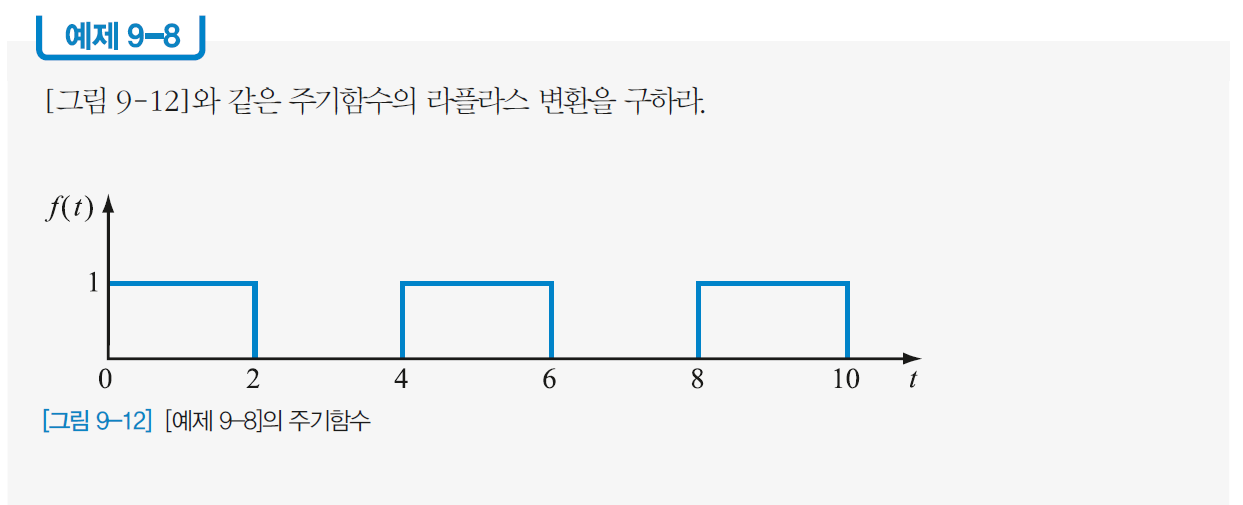 예제 9-8
[그림 9-12]와 같은 주기함수의 라플라스 변환을 구하라.
f(t)
1
0 2 4 6 8 10 t
[그림 9-12] [예제 9-8]의 주기함수